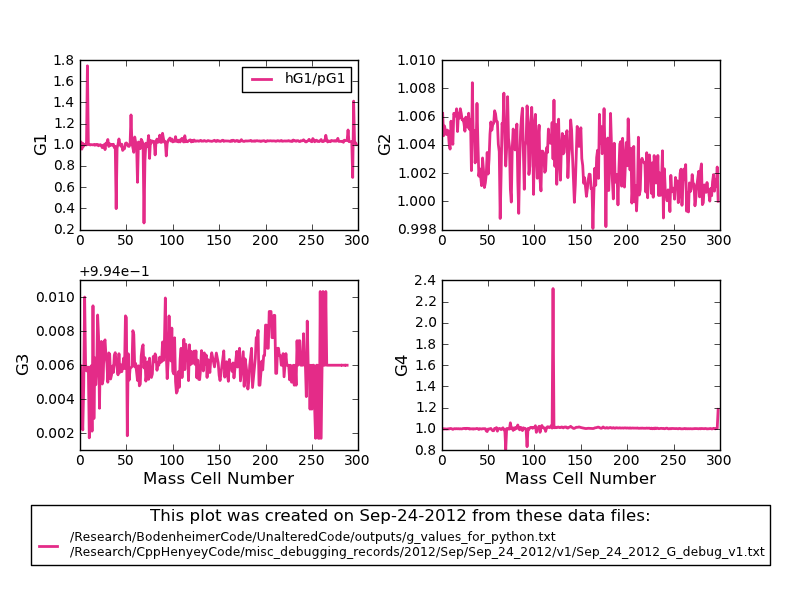 1.8
1.6
1.4
1.2
1.0
0.8
0.6
0.4
0.2
G1
hG1/pG1
0 50 100 150 200 250 300
1.010
1.008
1.006
1.004
1.002
1.000
0.998
G2
0 50 100 150 200 250 300
+9.94e−1
0.010
0.008
0.006
0.004
0.002
G3
0 50 100 150 200 250 300
Mass Cell Number
2.4
2.2
2.0
1.8
1.6
1.4
1.2
1.0
0.8
G4
0 50 100 150 200 250 300
Mass Cell Number
This plot was created on Sep-24-2012 from these data files:
/Research/BodenheimerCode/UnalteredCode/outputs/g_values_for_python.txt
/Research/CppHenyeyCode/misc_debugging_records/2012/Sep/Sep_24_2012/v1/Sep_24_2012_G_debug_v1.txt